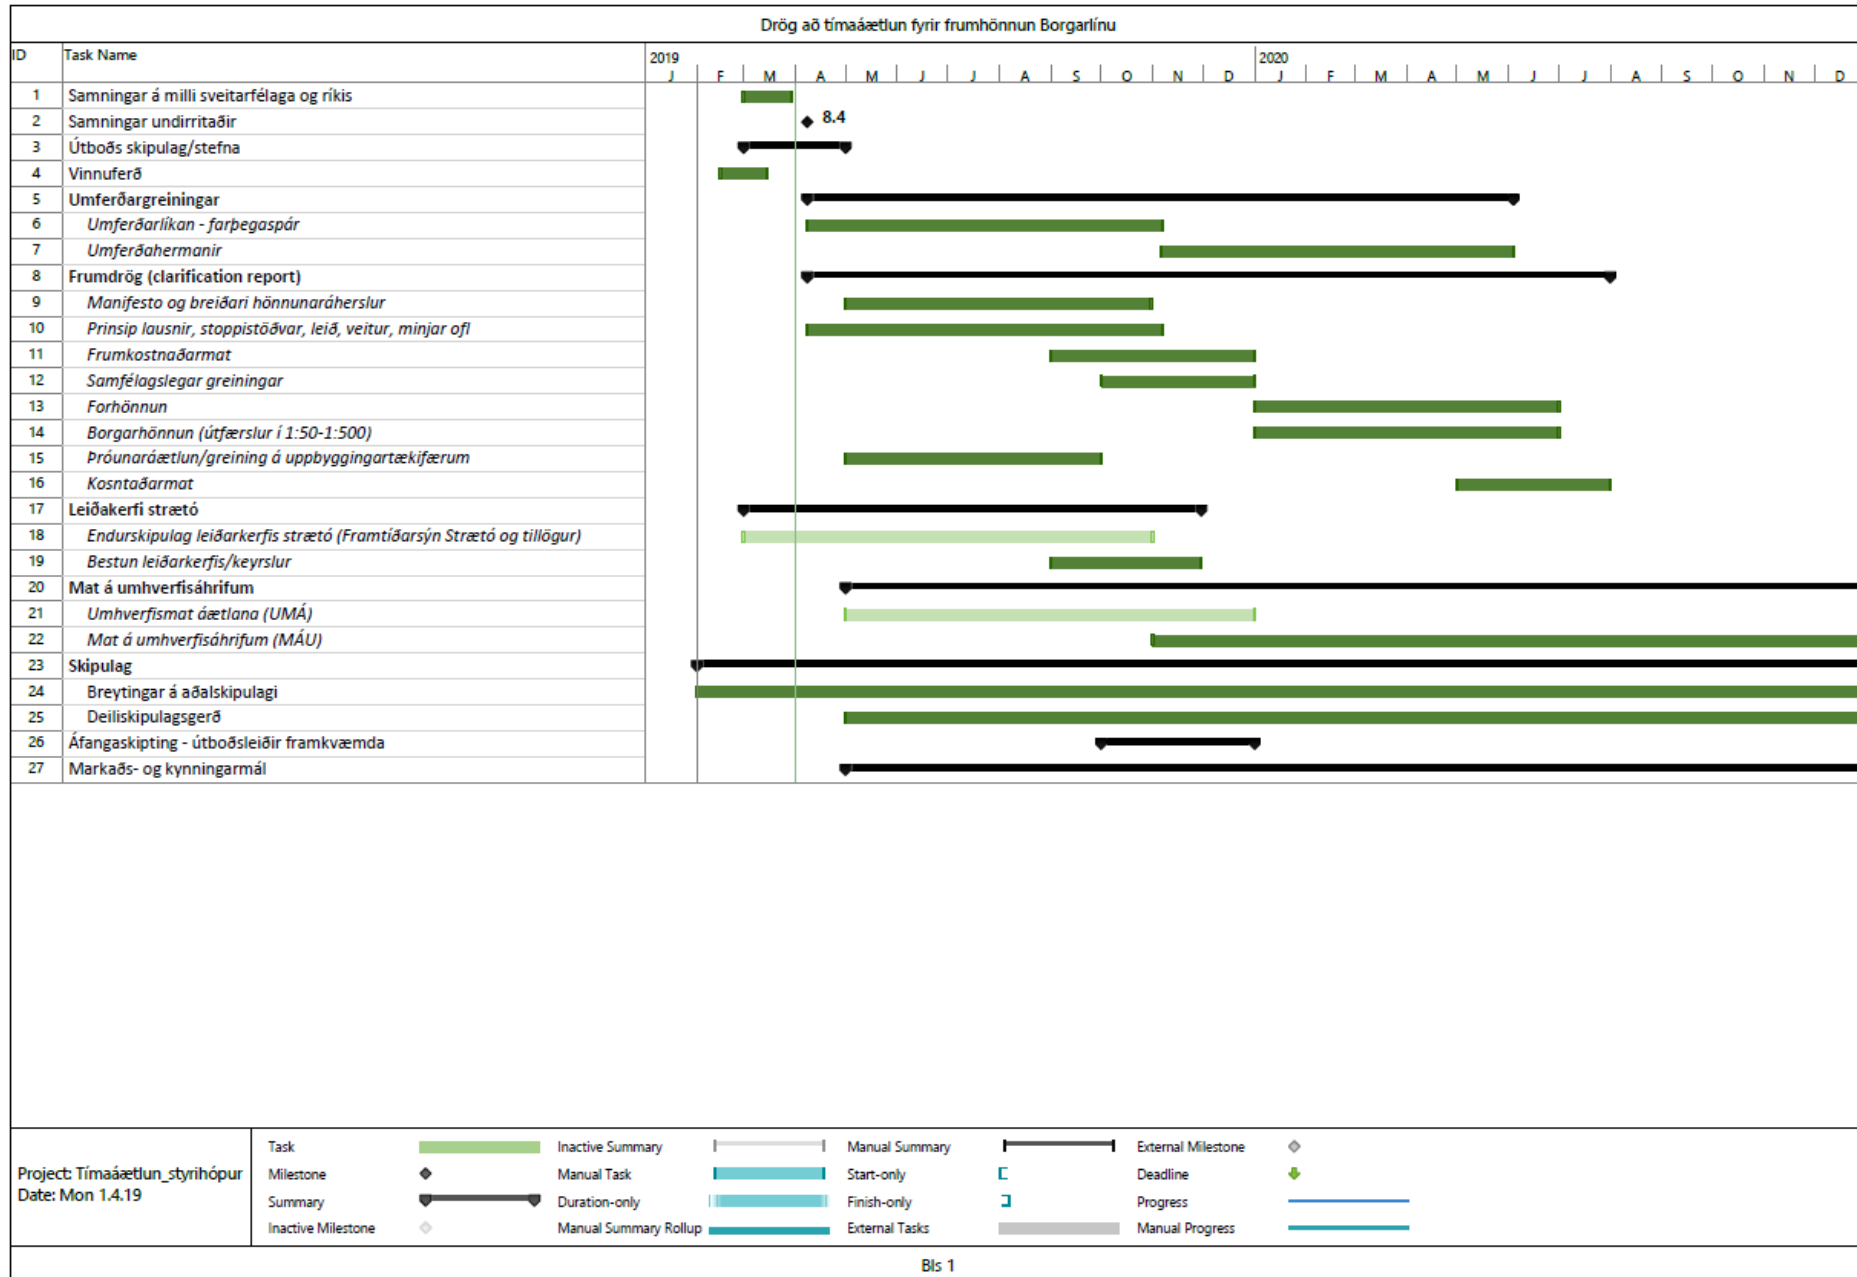 Drög að tímaáætlun fyrir frumhönnun Borgarlínu
ID Task Name 2019 2020
J F M A M J J A S O N D J F M A M J J A S O N D
1 Samningar á milli sveitarfélaga og ríkis
2 Samningar undirritaðir 8.4
3 Útboðs skipulag/stefna
4 Vinnuferð
5 Umferðargreiningar
6 Umferðarlíkan - farþegaspár
7 Umferðahermanir
8 Frumdrög (clarification report)
9 Manifesto og breiðari hönnunaráherslur
10 Prinsip lausnir, stoppistöðvar, leið, veitur, minjar ofl
11 Frumkostnaðarmat
12 Samfélagslegar greiningar
13 Forhönnun
14 Borgarhönnun (útfærslur í 1:50-1:500)
15 Þróunaráætlun/greining á uppbyggingartækifærum
16 Kosntaðarmat
17 Leiðakerfi strætó
18 Endurskipulag leiðarkerfis strætó (Framtíðarsýn Strætó og tillögur)
19 Bestun leiðarkerfis/keyrslur
20 Mat á umhverfisáhrifum
21 Umhverfismat áætlana (UMÁ)
22 Mat á umhverfisáhrifum (MÁU)
23 Skipulag
24 Breytingar á aðalskipulagi
25 Deiliskipulagsgerð
26 Áfangaskipting - útboðsleiðir framkvæmda
27 Markaðs- og kynningarmál
Project: Tímaáætlun_styrihópur
Date: Mon 1.4.19
Task Inactive Summary Manual Summary External Milestone
Milestone Manual Task Start-only Deadline
Summary Duration-only Finish-only Progress
Inactive Milestone Manual Summary Rollup External Tasks Manual Progress
Bls 1